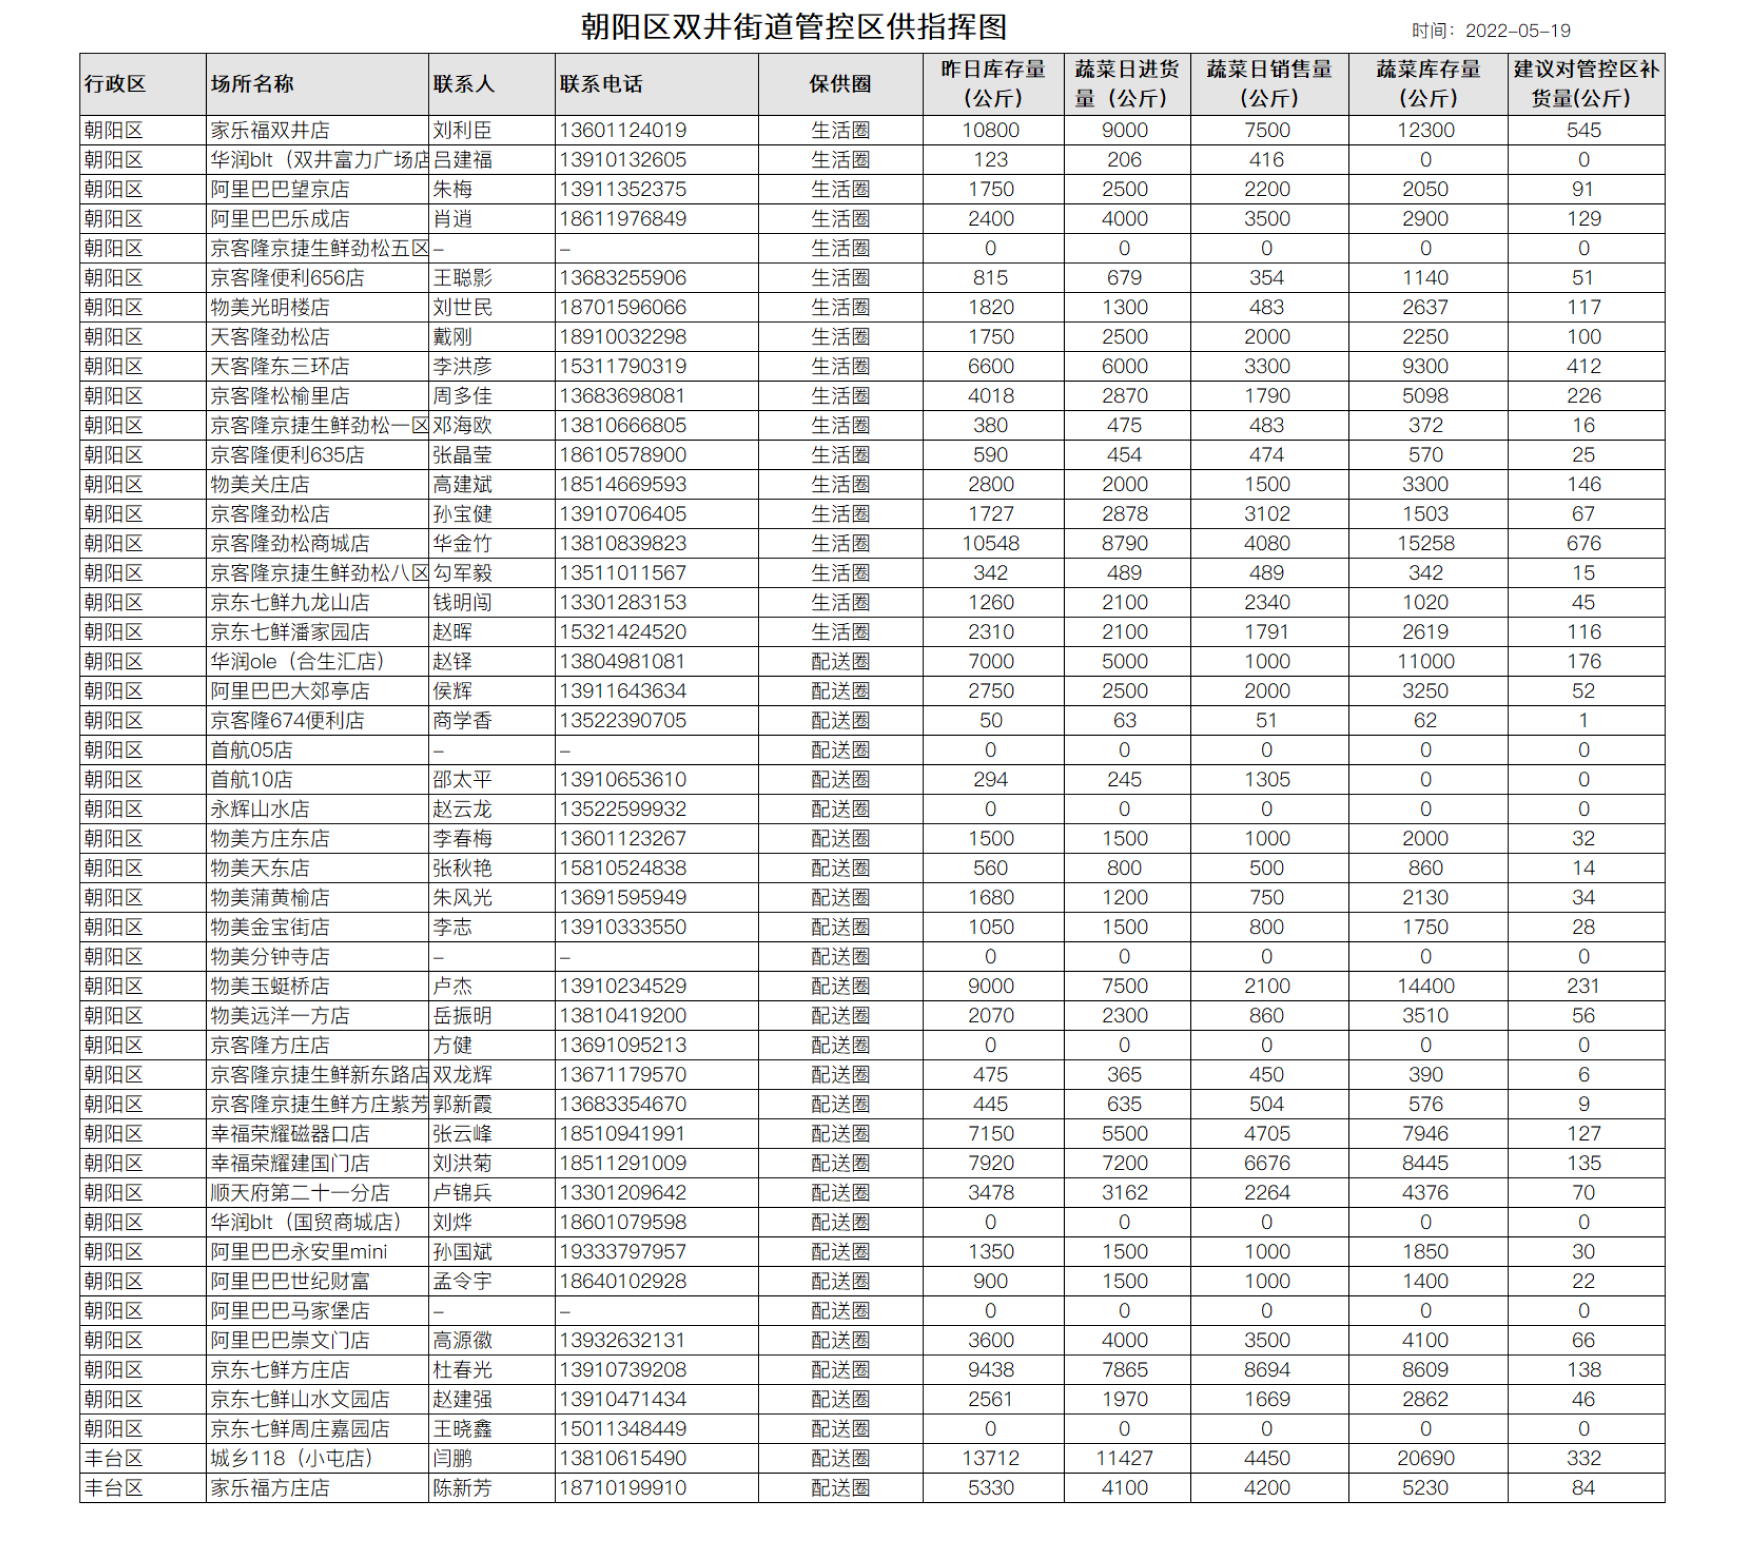 朝阳区双井街道管控区供指挥图
时间：2022-05-19
行政区 场所名称 联系人 联系电话 保供圈 昨日库存量（公斤） 蔬菜日进货量（公斤） 蔬菜日销售量（公斤） 蔬菜库存量（公斤） 建议对管控区补货量(公斤)
朝阳区 家乐福双井店 刘利臣 13601124019 生活圈 10800 9000 7500 12300 545
朝阳区 华润blt（双井富力广场店 吕建福 13910132605 生活圈 123 206 416 0 0
朝阳区 阿里巴巴望京店 朱梅 13911352375 生活圈 1750 2500 2200 2050 91
朝阳区 阿里巴巴乐成店 肖逍 18611976849 生活圈 2400 4000 3500 2900 129
朝阳区 京客隆京捷生鲜劲松五区 – – 生活圈 0 0 0 0 0
朝阳区 京客隆便利656店 王聪影 13683255906 生活圈 815 679 354 1140 51
朝阳区 物美光明楼店 刘世民 18701596066 生活圈 1820 1300 483 2637 117
朝阳区 天客隆劲松店 戴刚 18910032298 生活圈 1750 2500 2000 2250 100
朝阳区 天客隆东三环店 李洪彦 15311790319 生活圈 6600 6000 3300 9300 412
朝阳区 京客隆松榆里店 周多佳 13683698081 生活圈 4018 2870 1790 5098 226
朝阳区 京客隆京捷生鲜劲松一区 邓海欧 13810666805 生活圈 380 475 483 372 16
朝阳区 京客隆便利635店 张晶莹 18610578900 生活圈 590 454 474 570 25
朝阳区 物美关庄店 高建斌 18514669593 生活圈 2800 2000 1500 3300 146
朝阳区 京客隆劲松店 孙宝健 13910706405 生活圈 1727 2878 3102 1503 67
朝阳区 京客隆劲松商城店 华金竹 13810839823 生活圈 10548 8790 4080 15258 676
朝阳区 京客隆京捷生鲜劲松八区 勾军毅 13511011567 生活圈 342 489 489 342 15
朝阳区 京东七鲜九龙山店 钱明闯 13301283153 生活圈 1260 2100 2340 1020 45
朝阳区 京东七鲜潘家园店 赵晖 15321424520 生活圈 2310 2100 1791 2619 116
朝阳区 华润ole（合生汇店） 赵铎 13804981081 配送圈 7000 5000 1000 11000 176
朝阳区 阿里巴巴大郊亭店 侯辉 13911643634 配送圈 2750 2500 2000 3250 52
朝阳区 京客隆674便利店 商学香 13522390705 配送圈 50 63 51 62 1
朝阳区 首航05店 – – 配送圈 0 0 0 0 0
朝阳区 首航10店 邵太平 13910653610 配送圈 294 245 1305 0 0
朝阳区 永辉山水店 赵云龙 13522599932 配送圈 0 0 0 0 0
朝阳区 物美方庄东店 李春梅 13601123267 配送圈 1500 1500 1000 2000 32
朝阳区 物美天东店 张秋艳 15810524838 配送圈 560 800 500 860 14
朝阳区 物美蒲黄榆店 朱风光 13691595949 配送圈 1680 1200 750 2130 34
朝阳区 物美金宝街店 李志 13910333550 配送圈 1050 1500 800 1750 28
朝阳区 物美分钟寺店 – – 配送圈 0 0 0 0 0
朝阳区 物美玉蜓桥店 卢杰 13910234529 配送圈 9000 7500 2100 14400 231
朝阳区 物美远洋一方店 岳振明 13810419200 配送圈 2070 2300 860 3510 56
朝阳区 京客隆方庄店 方健 13691095213 配送圈 0 0 0 0 0
朝阳区 京客隆京捷生鲜新东路店 双龙辉 13671179570 配送圈 475 365 450 390 6
朝阳区 京客隆京捷生鲜方庄紫芳 郭新霞 13683354670 配送圈 445 635 504 576 9
朝阳区 幸福荣耀磁器口店 张云峰 18510941991 配送圈 7150 5500 4705 7946 127
朝阳区 幸福荣耀建国门店 刘洪菊 18511291009 配送圈 7920 7200 6676 8445 135
朝阳区 顺天府第二十一分店 卢锦兵 13301209642 配送圈 3478 3162 2264 4376 70
朝阳区 华润blt（国贸商城店） 刘烨 18601079598 配送圈 0 0 0 0 0
朝阳区 阿里巴巴永安里mini 孙国斌 19333797957 配送圈 1350 1500 1000 1850 30
朝阳区 阿里巴巴世纪财富 孟令宇 18640102928 配送圈 900 1500 1000 1400 22
朝阳区 阿里巴巴马家堡店 – – 配送圈 0 0 0 0 0
朝阳区 阿里巴巴崇文门店 高源徽 13932632131 配送圈 3600 4000 3500 4100 66
朝阳区 京东七鲜方庄店 杜春光 13910739208 配送圈 9438 7865 8694 8609 138
朝阳区 京东七鲜山水文园店 赵建强 13910471434 配送圈 2561 1970 1669 2862 46
朝阳区 京东七鲜周庄嘉园店 王晓鑫 15011348449 配送圈 0 0 0 0 0
丰台区 城乡118（小屯店） 闫鹏 13810615490 配送圈 13712 11427 4450 20690 332
丰台区 家乐福方庄店 陈新芳 18710199910 配送圈 5330 4100 4200 5230 84